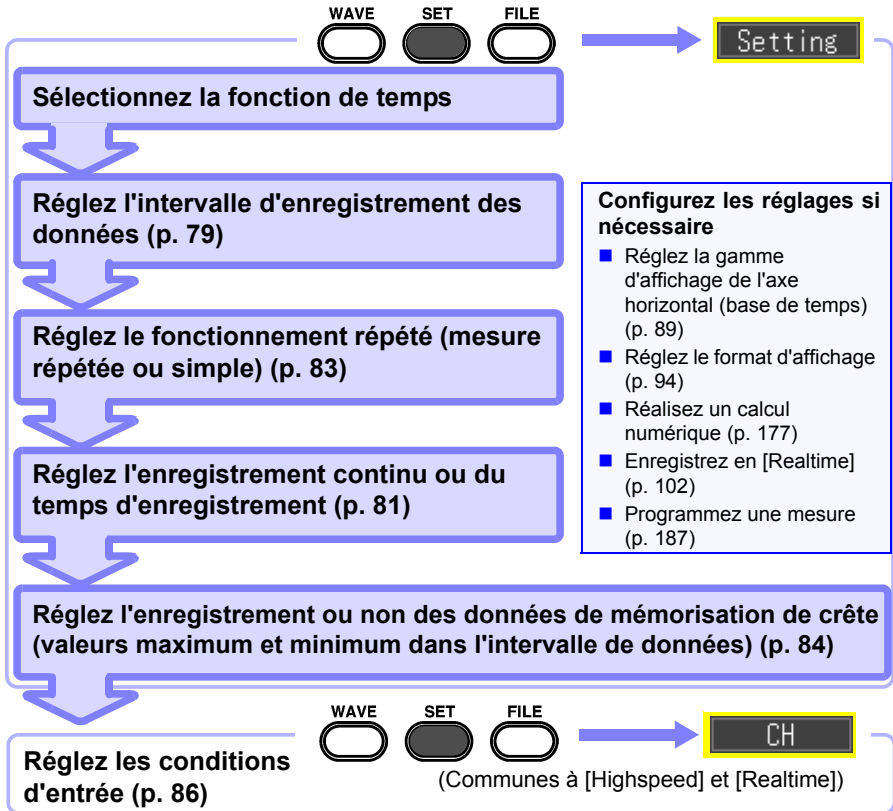 WAVE SET FILE
Setting
Sélectionnez la fonction de temps
Réglez l'intervalle d'enregistrement des
données (p. 79)
Réglez le fonctionnement répété (mesure
répétée ou simple) (p. 83)
Réglez l'enregistrement continu ou du
temps d'enregistrement (p. 81)
Configurez les réglages si
nécessaire
■ Réglez la gamme
d'affichage de l'axe
horizontal (base de temps)
(p. 89)
■ Réglez le format d'affichage
(p. 94)
■ Réalisez un calcul
numérique (p. 177)
■ Enregistrez en [Realtime]
(p. 102)
■ Programmez une mesure
(p. 187)
Réglez l'enregistrement ou non des données de mémorisation de crête
(valeurs maximum et minimum dans l'intervalle de données) (p. 84)
WAVE SET FILE
CH
Réglez les conditions
d'entrée (p. 86)
(Communes à [Highspeed] et [Realtime])